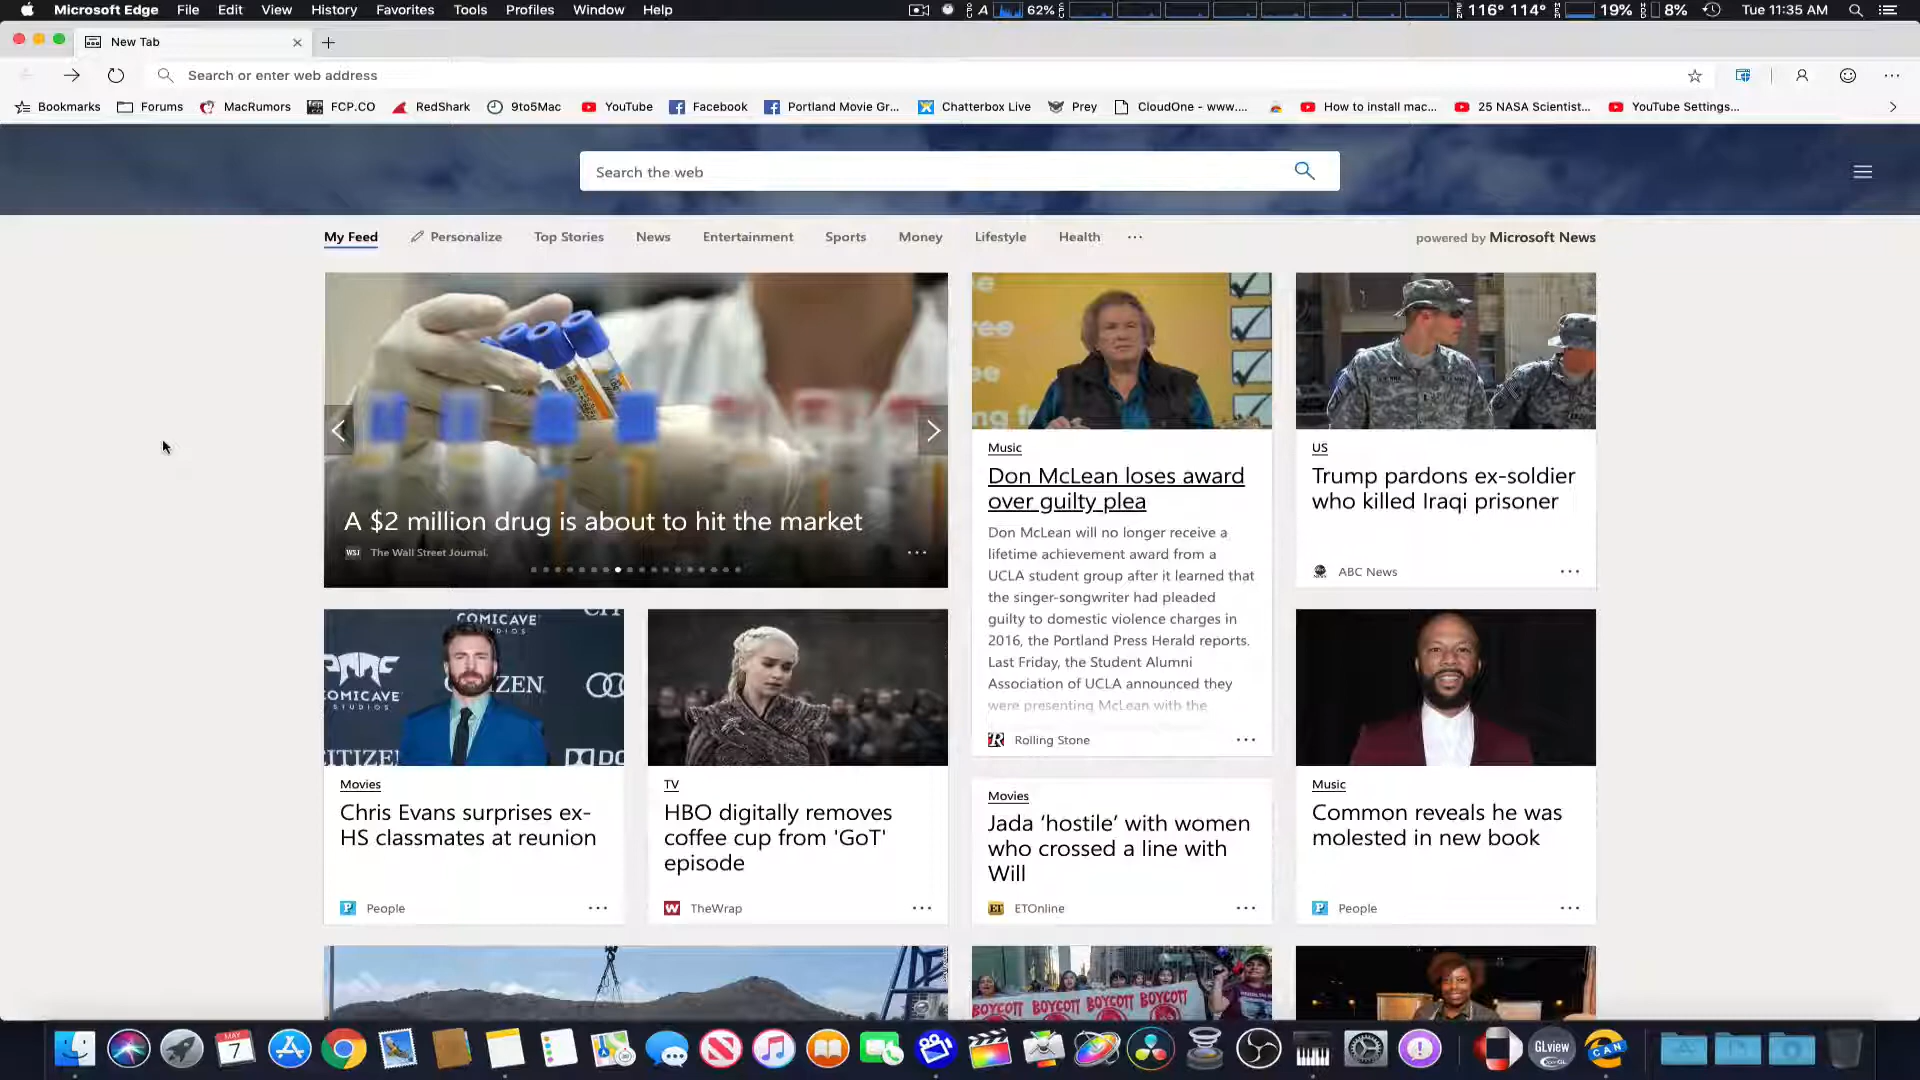 Microsoft Edge File Edit View History Favorites Tools Profiles Window Help
62% 116° 114° 19% 8% Tue 11:35 AM
New Tab
Search or enter web address
Bookmarks Forums MacRumors FCP.CO RedShark 9to5Mac YouTube Facebook Portland Movie Gr... Chatterbox Live Prey CloudOne - www.... How to install mac... 25 NASA Scientist... YouTube Settings...
Search the web
My Feed Personalize Top Stories News Entertainment Sports Money Lifestyle Health ... powered by Microsoft News
A $2 million drug is about to hit the market
WSJ The Wall Street Journal.
Music
Don McLean loses award
over guilty plea
Don McLean will no longer receive a
lifetime achievement award from a
UCLA student group after it learned that
the singer-songwriter had pleaded
guilty to domestic violence charges in
2016, the Portland Press Herald reports.
Last Friday, the Student Alumni
Association of UCLA announced they
were presenting McLean with the
Rolling Stone
US
Trump pardons ex-soldier
who killed Iraqi prisoner
ABC News
COMICAVE
STUDIOS
COMICAVE
STUDIOS
CITIZEN
Movies
Chris Evans surprises ex-
HS classmates at reunion
People
TV
HBO digitally removes
coffee cup from 'GoT'
episode
TheWrap
Movies
Jada ‘hostile’ with women
who crossed a line with
Will
ET ETOnline
Music
Common reveals he was
molested in new book
People
BOYCOTT BOYCOTT BOYCOTT
MAY
7
GLview
CAN